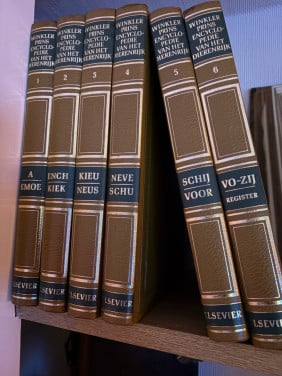 WINKLER
PRINS
ENCYCLO-
PEDIE
VAN HET
DIERENRIJK
1
A
EMOE
ELSEVIER
WINKLER
PRINS
ENCYCLO-
PEDIE
VAN HET
DIERENRIJK
2
ENCH
KIEK
ELSEVIER
WINKLER
PRINS
ENCYCLO-
PEDIE
VAN HET
DIERENRIJK
3
KIEU
NEUS
ELSEVIER
WINKLER
PRINS
ENCYCLO-
PEDIE
VAN HET
DIERENRIJK
4
NEVE
SCHU
ELSEVIER
WINKLER
PRINS
ENCYCLO-
PEDIE
VAN HET
DIERENRIJK
5
SCHIJ
VOOR
ELSEVIER
WINKLER
PRINS
ENCYCLO-
PEDIE
VAN HET
DIERENRIJK
6
VO-ZIJ
REGISTER
ELSEVIER